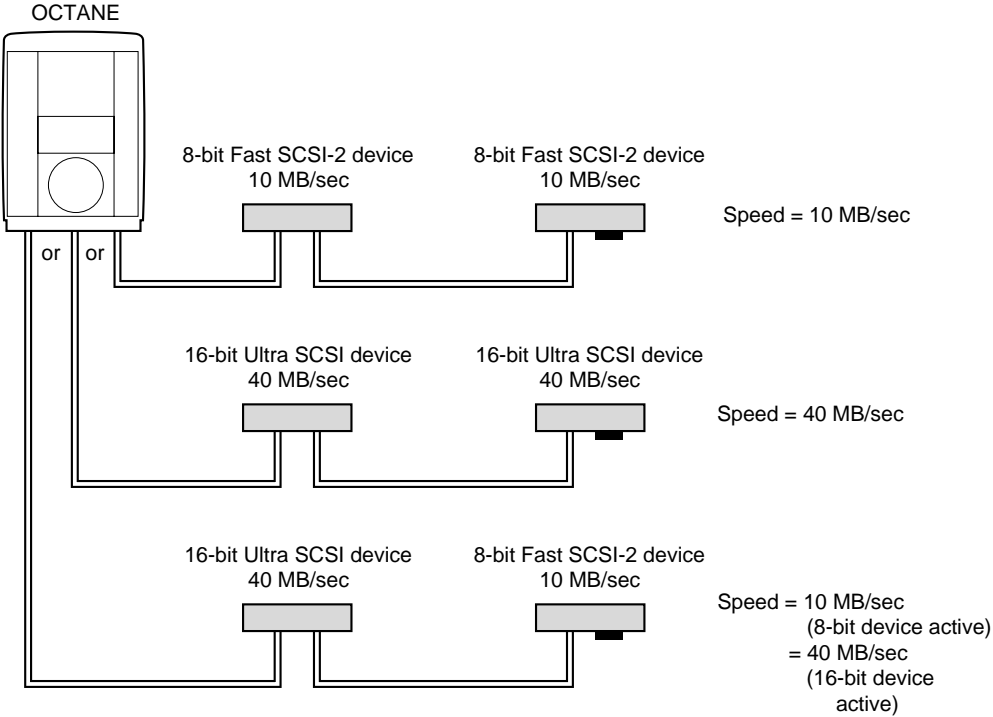 OCTANE
8-bit Fast SCSI-2 device
10 MB/sec
8-bit Fast SCSI-2 device
10 MB/sec
Speed = 10 MB/sec
or
or
16-bit Ultra SCSI device
40 MB/sec
16-bit Ultra SCSI device
40 MB/sec
Speed = 40 MB/sec
16-bit Ultra SCSI device
40 MB/sec
8-bit Fast SCSI-2 device
10 MB/sec
Speed = 10 MB/sec
(8-bit device active)
= 40 MB/sec
(16-bit device
active)